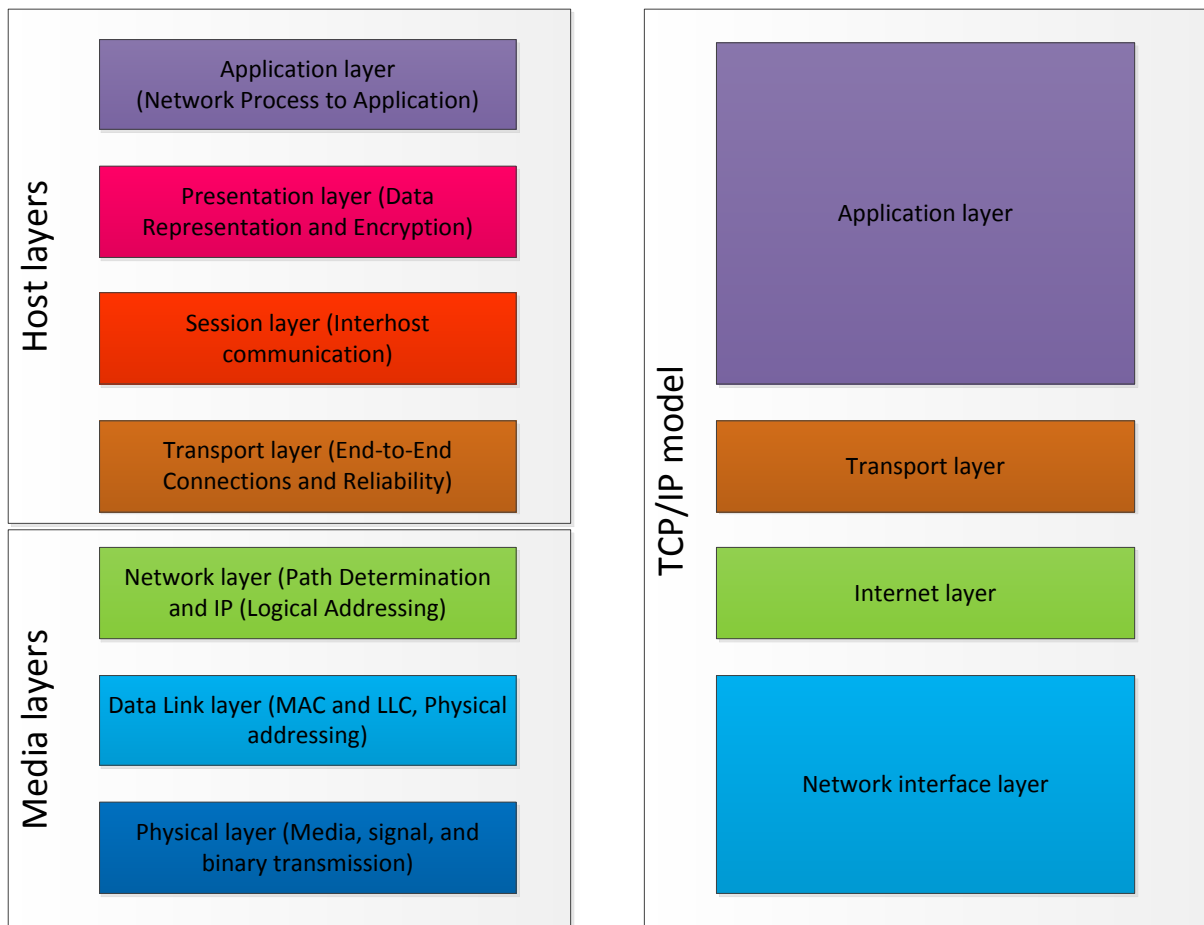 Host layers
Application layer
(Network Process to Application)
Presentation layer (Data
Representation and Encryption)
Session layer (Interhost
communication)
Transport layer (End-to-End
Connections and Reliability)
Media layers
Network layer (Path Determination
and IP (Logical Addressing)
Data Link layer (MAC and LLC, Physical
addressing)
Physical layer (Media, signal, and
binary transmission)
TCP/IP model
Application layer
Transport layer
Internet layer
Network interface layer